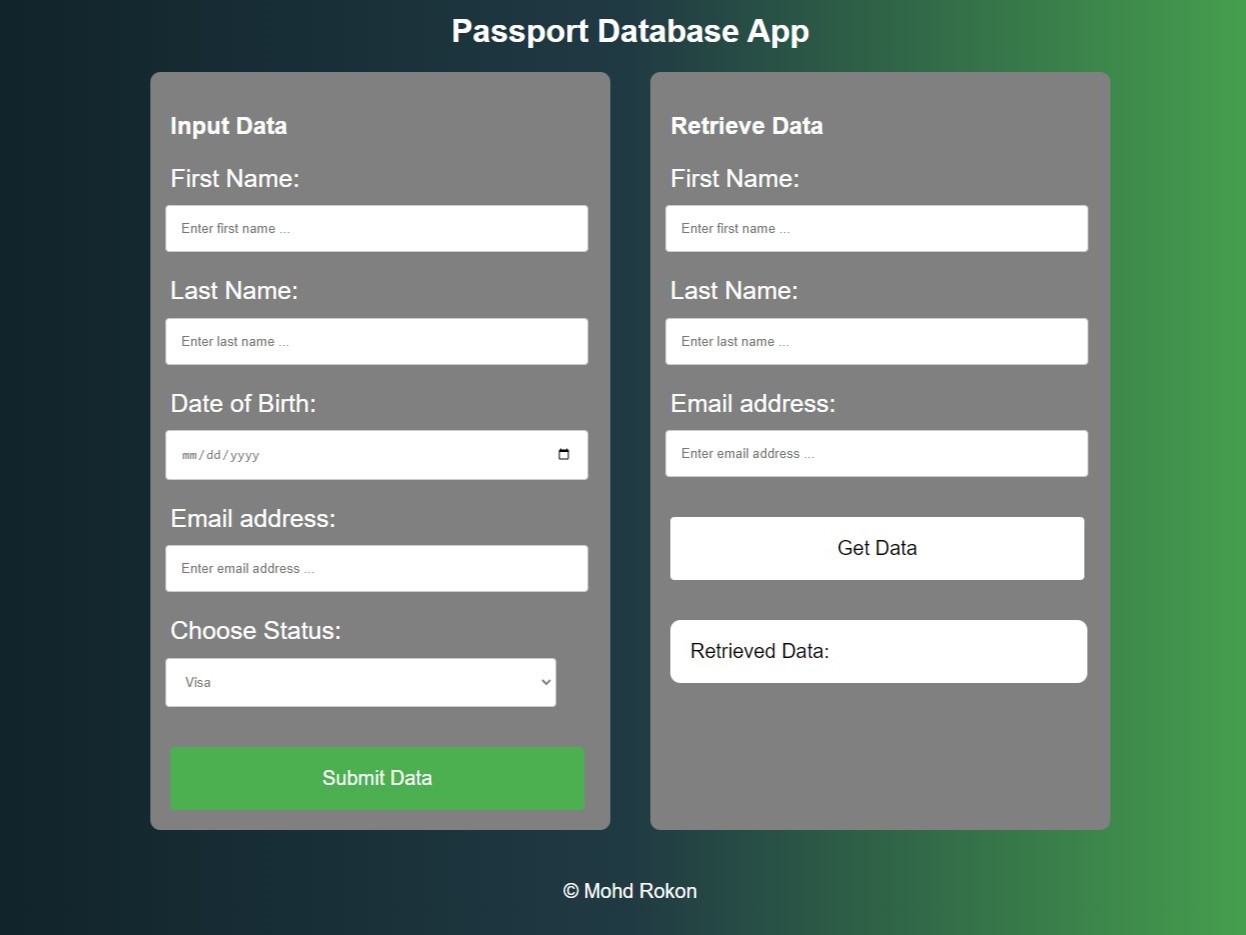 Passport Database App
Input Data
First Name:
Enter first name ...
Last Name:
Enter last name ...
Date of Birth:
mm/dd/yyyy
Email address:
Enter email address ...
Choose Status:
Visa
Submit Data
Retrieve Data
First Name:
Enter first name ...
Last Name:
Enter last name ...
Email address:
Enter email address ...
Get Data
Retrieved Data:
© Mohd Rokon